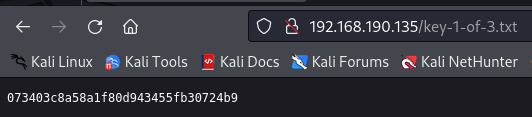 192.168.190.135/key-1-of-3.txt
Kali Linux Kali Tools Kali Docs Kali Forums Kali NetHunter
073403c8a58a1f80d943455fb30724b9